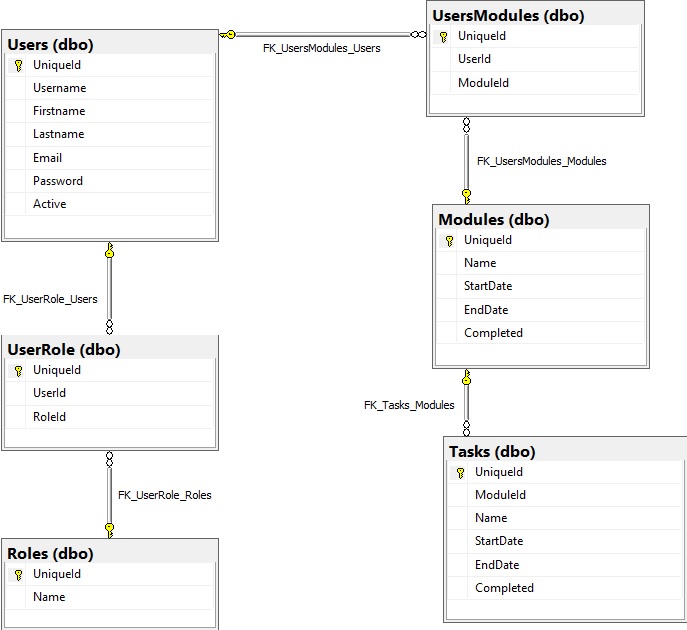 Users (dbo)
UniqueId
Username
Firstname
Lastname
Email
Password
Active
FK_UsersModules_Users
UsersModules (dbo)
UniqueId
UserId
ModuleId
FK_UsersModules_Modules
Modules (dbo)
UniqueId
Name
StartDate
EndDate
Completed
FK_UserRole_Users
UserRole (dbo)
UniqueId
UserId
RoleId
FK_Tasks_Modules
Tasks (dbo)
UniqueId
ModuleId
Name
StartDate
EndDate
Completed
FK_UserRole_Roles
Roles (dbo)
UniqueId
Name